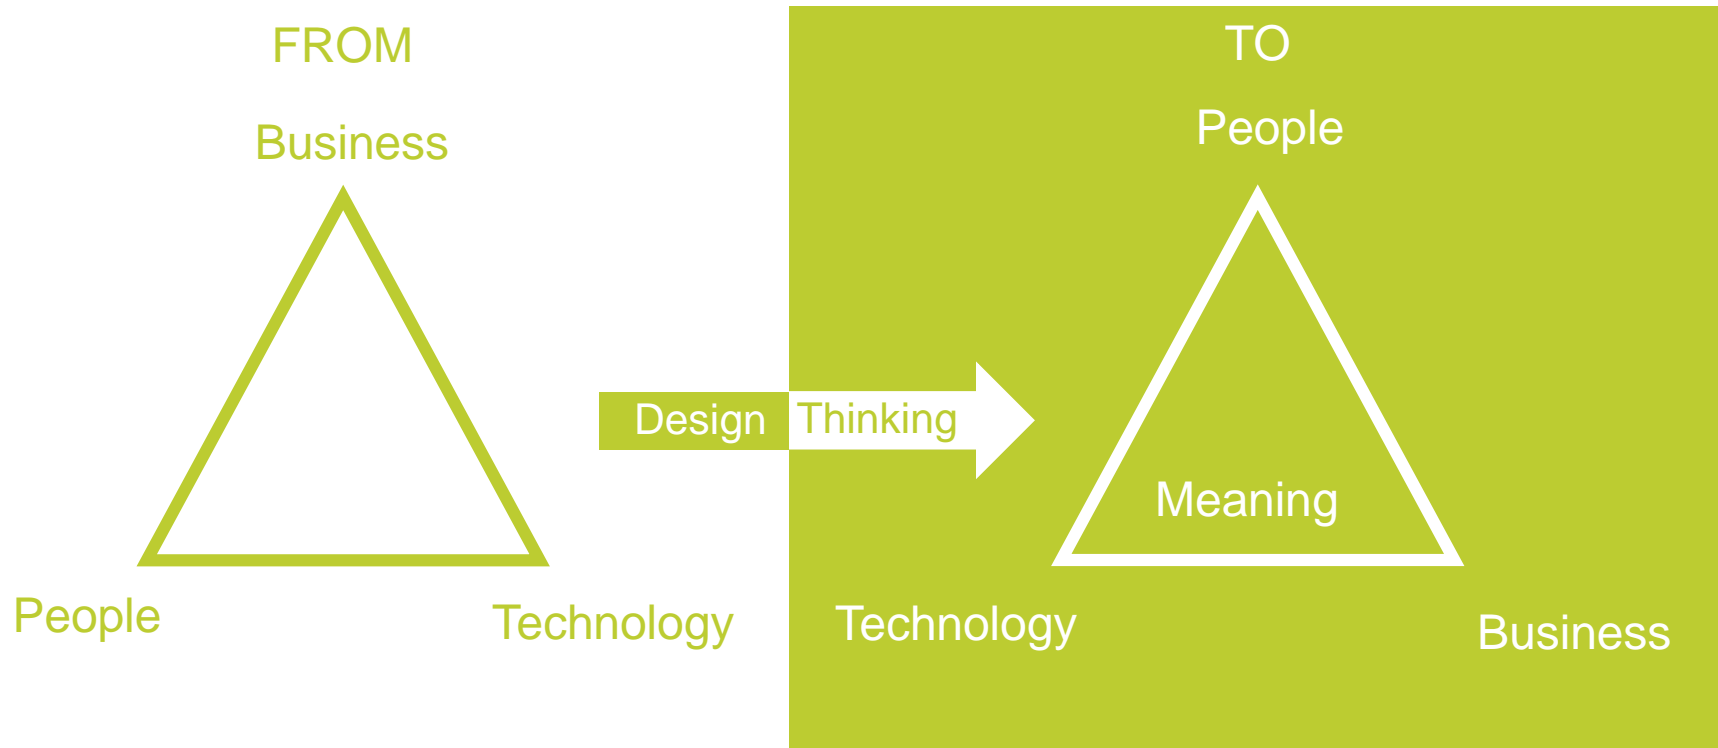 FROM
Business
People
Technology
Design Thinking
TO
People
Meaning
Technology
Business